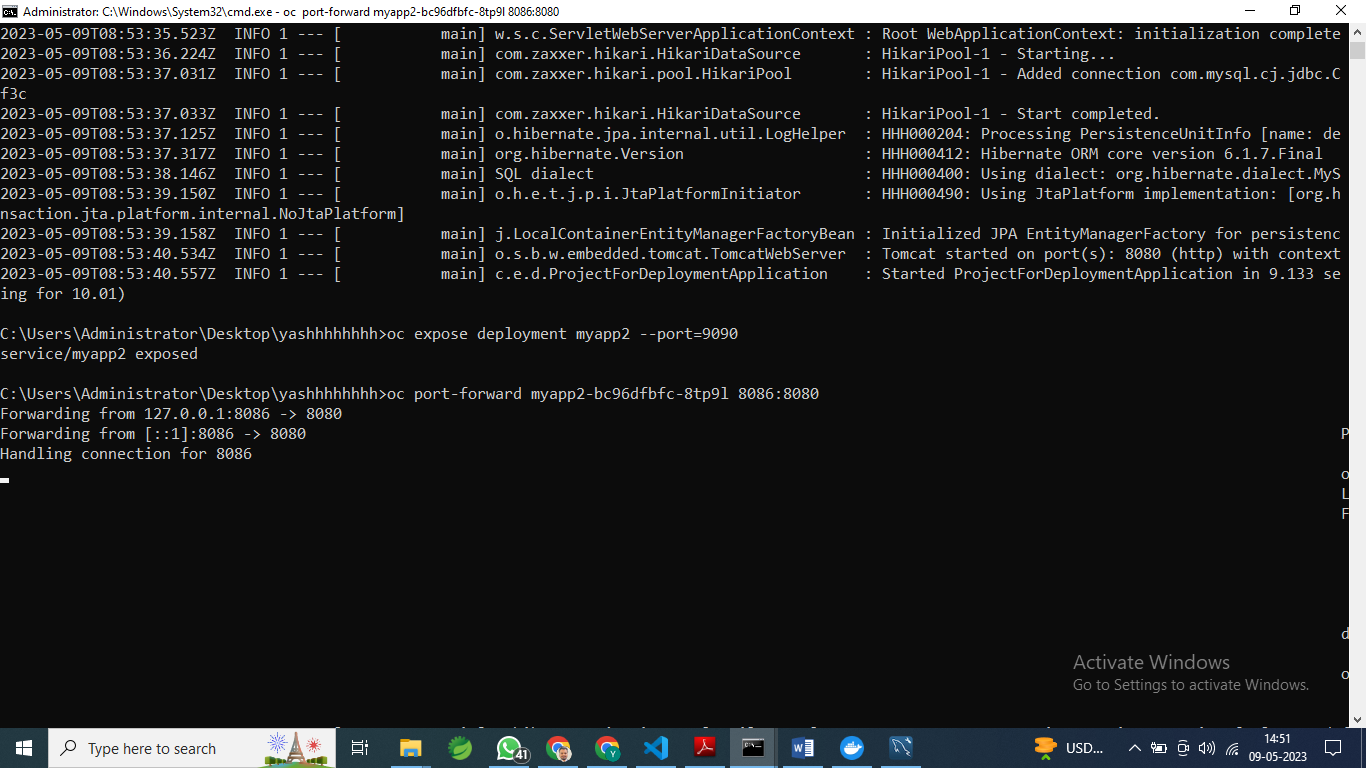 Administrator: C:\Windows\System32\cmd.exe - oc  port-forward myapp2-bc96dfbfc-8tp9l 8086:8080
2023-05-09T08:53:35.523Z  INFO 1 --- [           main] w.s.c.ServletWebServerApplicationContext : Root WebApplicationContext: initialization complete
2023-05-09T08:53:36.224Z  INFO 1 --- [           main] com.zaxxer.hikari.HikariDataSource       : HikariPool-1 - Starting...
2023-05-09T08:53:37.031Z  INFO 1 --- [           main] com.zaxxer.hikari.pool.HikariPool        : HikariPool-1 - Added connection com.mysql.cj.jdbc.C
f3c
2023-05-09T08:53:37.033Z  INFO 1 --- [           main] com.zaxxer.hikari.HikariDataSource       : HikariPool-1 - Start completed.
2023-05-09T08:53:37.125Z  INFO 1 --- [           main] o.hibernate.jpa.internal.util.LogHelper  : HHH000204: Processing PersistenceUnitInfo [name: de
2023-05-09T08:53:37.317Z  INFO 1 --- [           main] org.hibernate.Version                    : HHH000412: Hibernate ORM core version 6.1.7.Final
2023-05-09T08:53:38.146Z  INFO 1 --- [           main] SQL dialect                              : HHH000400: Using dialect: org.hibernate.dialect.MyS
2023-05-09T08:53:39.150Z  INFO 1 --- [           main] o.h.e.t.j.p.i.JtaPlatformInitiator       : HHH000490: Using JtaPlatform implementation: [org.h
nsaction.jta.platform.internal.NoJtaPlatform]
2023-05-09T08:53:39.158Z  INFO 1 --- [           main] j.LocalContainerEntityManagerFactoryBean : Initialized JPA EntityManagerFactory for persistenc
2023-05-09T08:53:40.534Z  INFO 1 --- [           main] o.s.b.w.embedded.tomcat.TomcatWebServer  : Tomcat started on port(s): 8080 (http) with context
2023-05-09T08:53:40.557Z  INFO 1 --- [           main] c.e.d.ProjectForDeploymentApplication    : Started ProjectForDeploymentApplication in 9.133 se
ing for 10.01)
C:\Users\Administrator\Desktop\yashhhhhhhh>oc expose deployment myapp2 --port=9090
service/myapp2 exposed
C:\Users\Administrator\Desktop\yashhhhhhhh>oc port-forward myapp2-bc96dfbfc-8tp9l 8086:8080
Forwarding from 127.0.0.1:8086 -> 8080
Forwarding from [::1]:8086 -> 8080
Handling connection for 8086
P
o
L
F
d
o
Activate Windows
Go to Settings to activate Windows.
Type here to search
41
USD...
14:51
09-05-2023